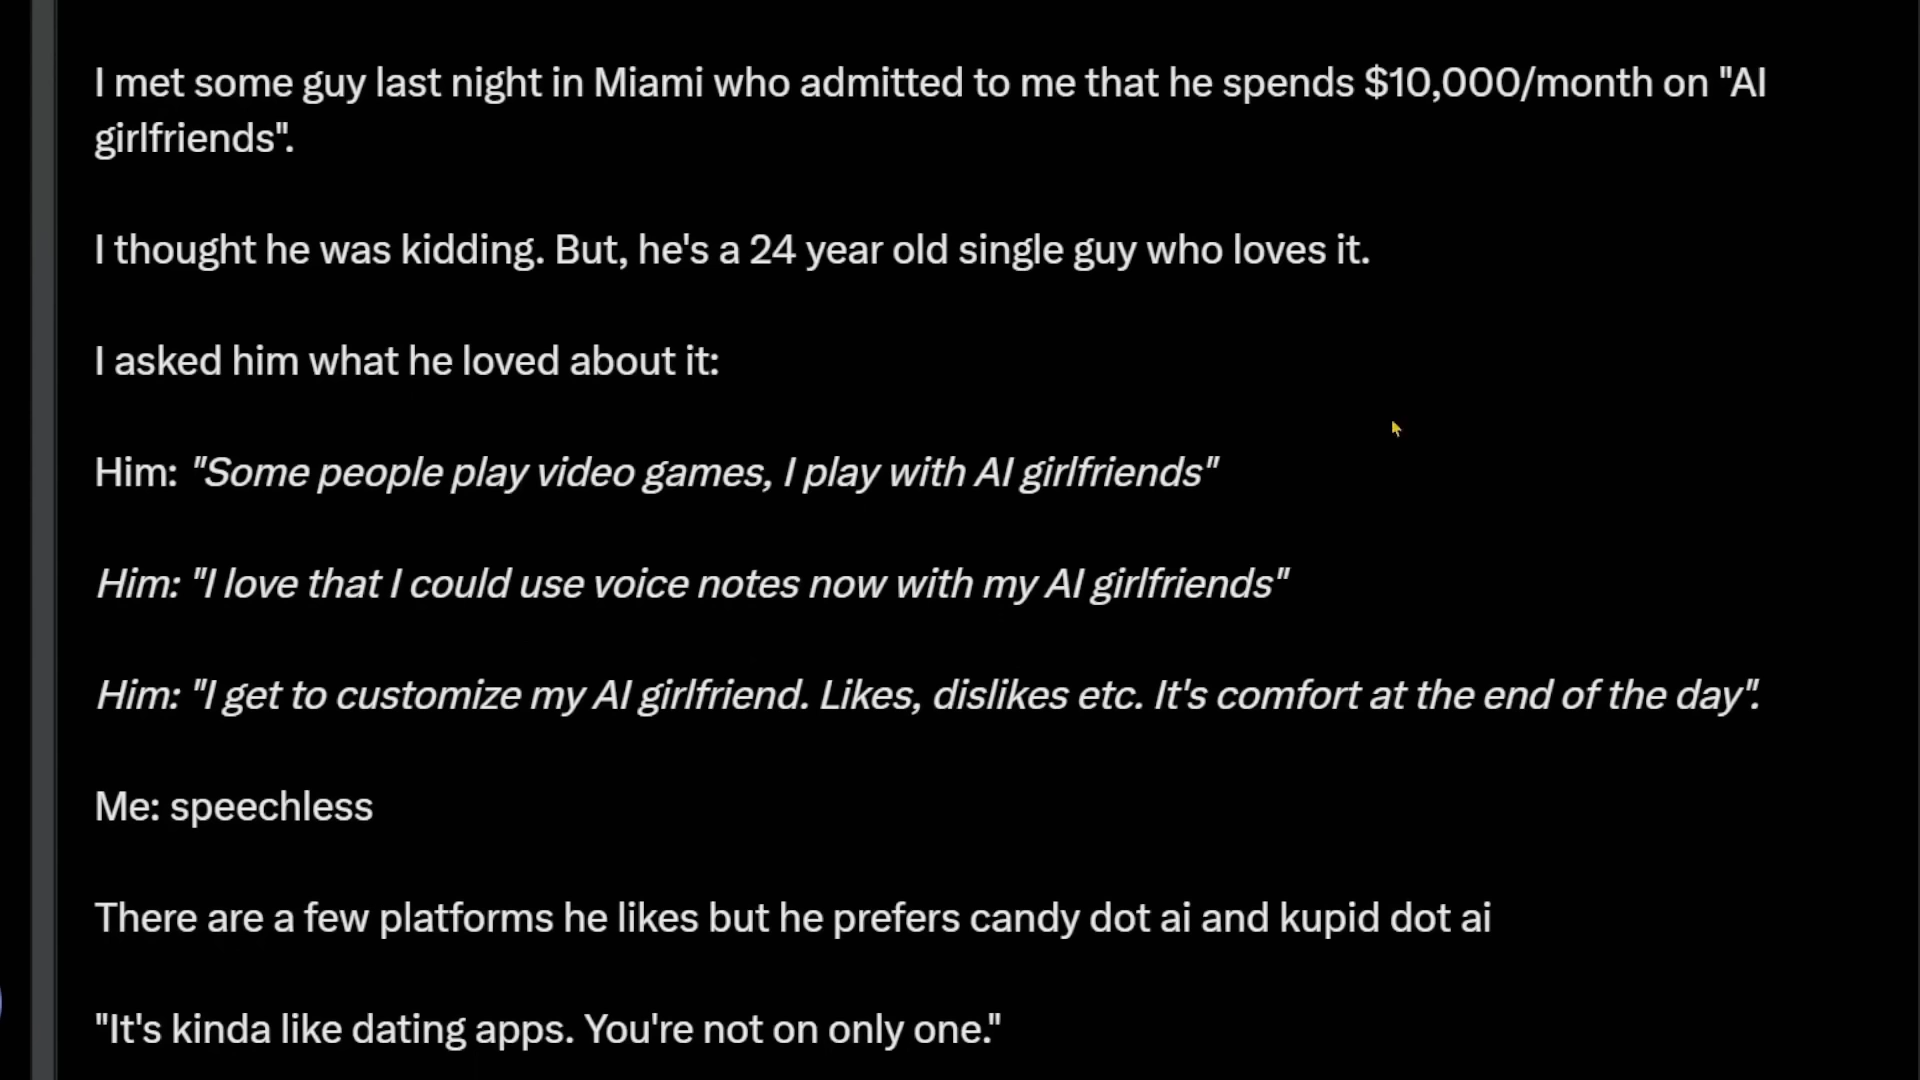 I met some guy last night in Miami who admitted to me that he spends $10,000/month on "AI
girlfriends".
I thought he was kidding. But, he's a 24 year old single guy who loves it.
I asked him what he loved about it:
Him: "Some people play video games, I play with AI girlfriends"
Him: "I love that I could use voice notes now with my AI girlfriends"
Him: "I get to customize my AI girlfriend. Likes, dislikes etc. It's comfort at the end of the day".
Me: speechless
There are a few platforms he likes but he prefers candy dot ai and kupid dot ai
"It's kinda like dating apps. You're not on only one."